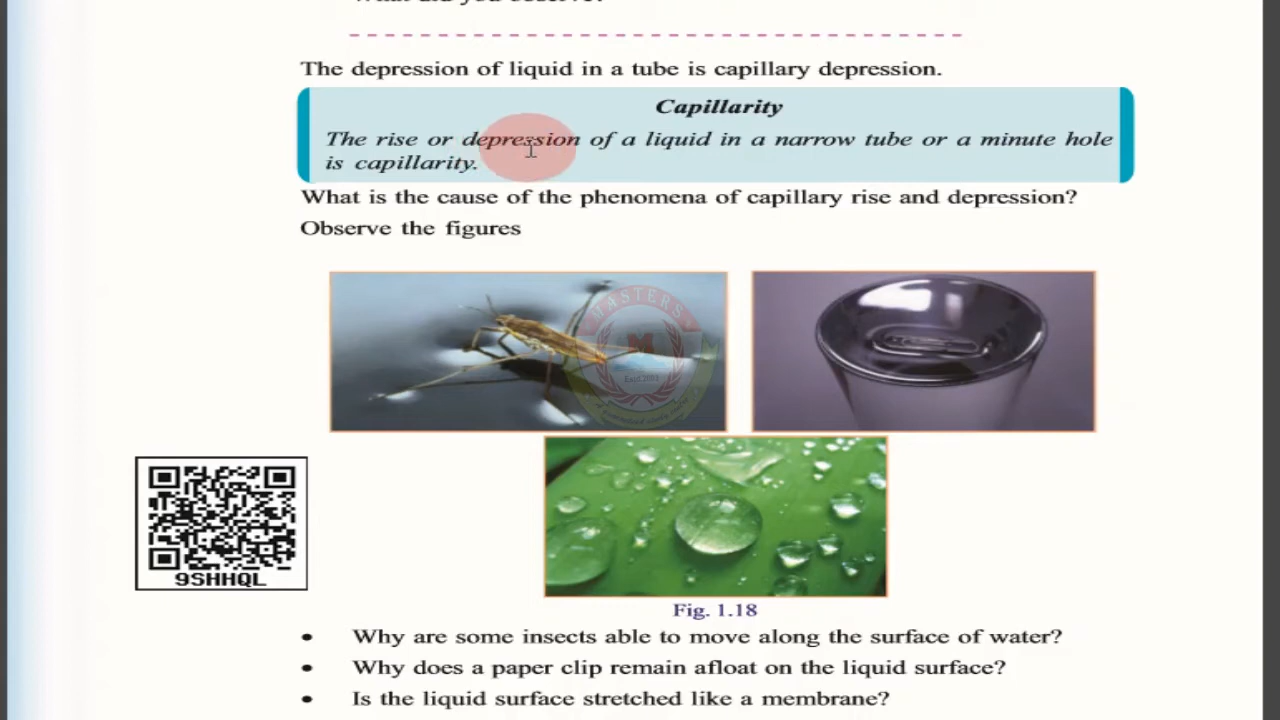 The depression of liquid in a tube is capillary depression.
Capillarity
The rise or depression of a liquid in a narrow tube or a minute hole
is capillarity.
What is the cause of the phenomena of capillary rise and depression?
Observe the figures
MASTERS
M
Estd 2003
9SHHQL
Fig. 1.18
• Why are some insects able to move along the surface of water?
• Why does a paper clip remain afloat on the liquid surface?
• Is the liquid surface stretched like a membrane?